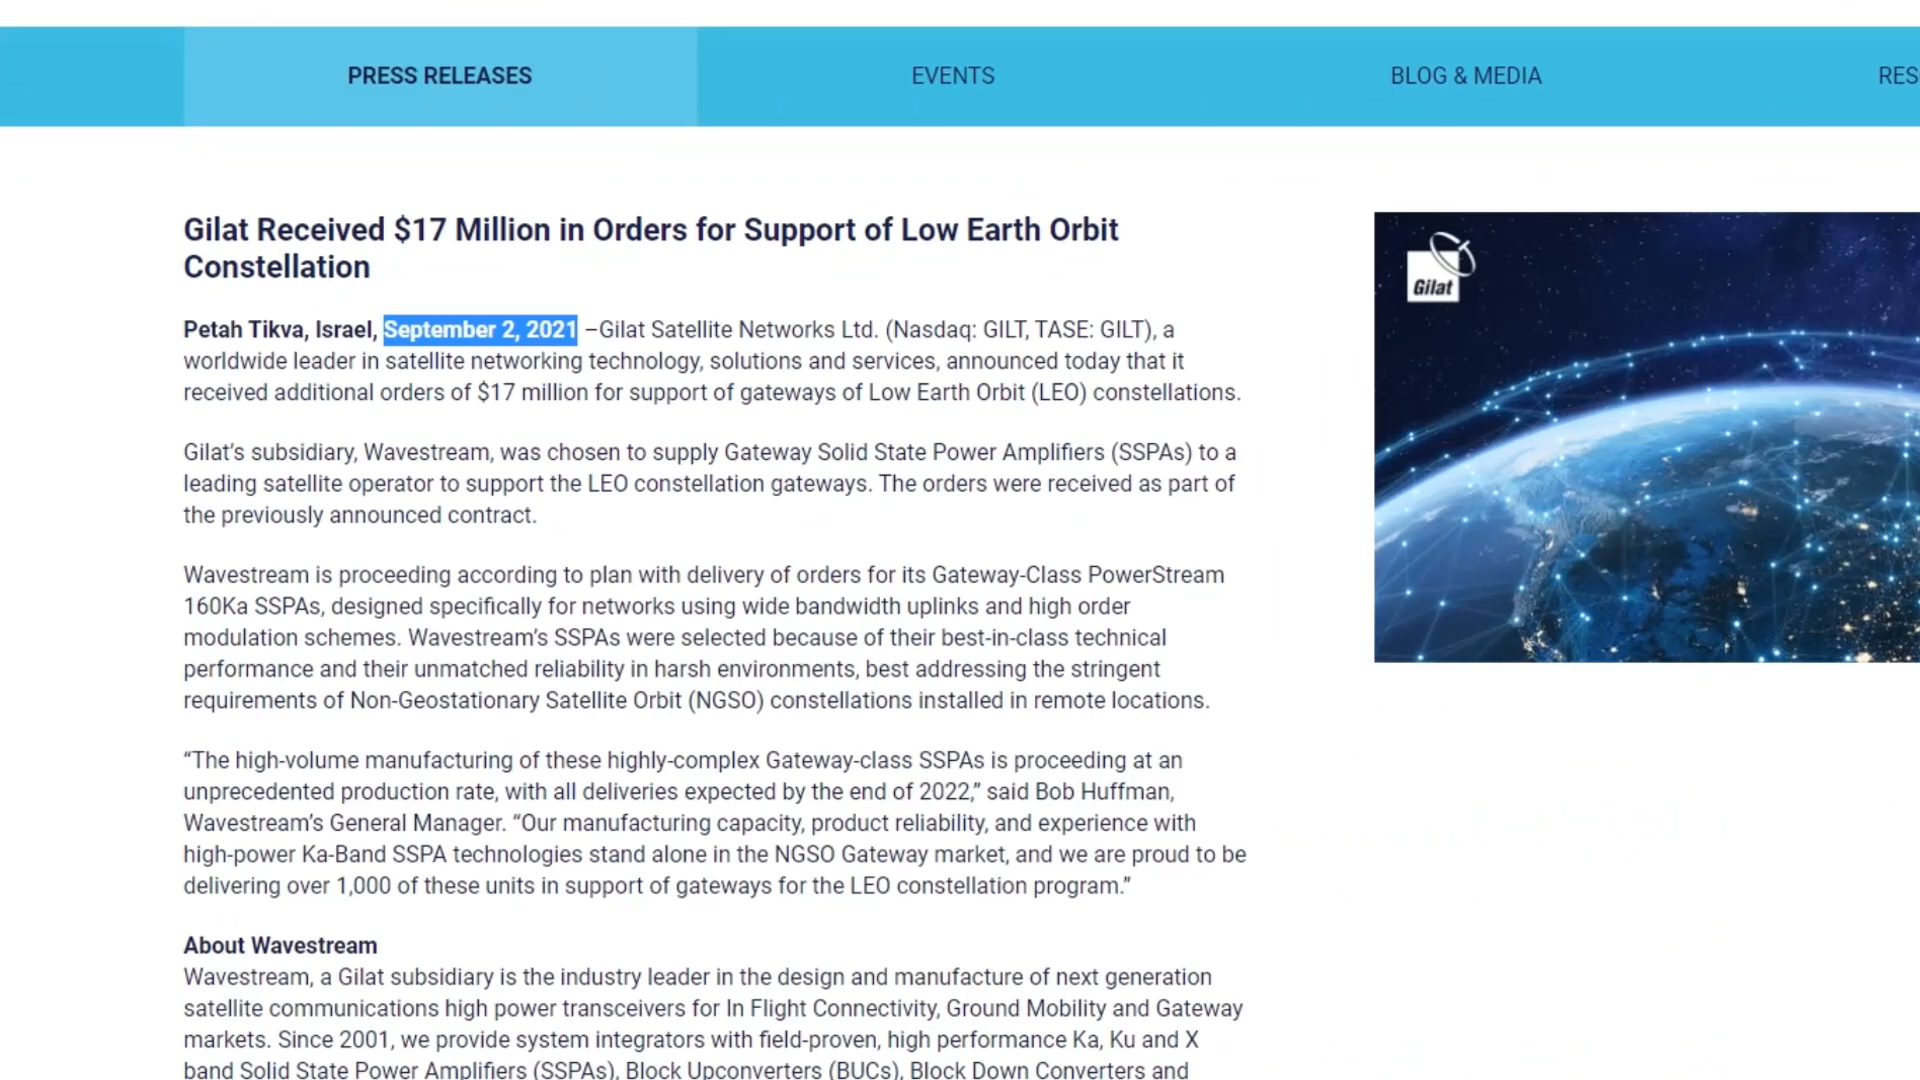 PRESS RELEASES
EVENTS
BLOG & MEDIA
RES
Gilat Received $17 Million in Orders for Support of Low Earth Orbit
Constellation
Petah Tikva, Israel, September 2, 2021 –Gilat Satellite Networks Ltd. (Nasdaq: GILT, TASE: GILT), a
worldwide leader in satellite networking technology, solutions and services, announced today that it
received additional orders of $17 million for support of gateways of Low Earth Orbit (LEO) constellations.
Gilat’s subsidiary, Wavestream, was chosen to supply Gateway Solid State Power Amplifiers (SSPAs) to a
leading satellite operator to support the LEO constellation gateways. The orders were received as part of
the previously announced contract.
Wavestream is proceeding according to plan with delivery of orders for its Gateway-Class PowerStream
160Ka SSPAs, designed specifically for networks using wide bandwidth uplinks and high order
modulation schemes. Wavestream’s SSPAs were selected because of their best-in-class technical
performance and their unmatched reliability in harsh environments, best addressing the stringent
requirements of Non-Geostationary Satellite Orbit (NGSO) constellations installed in remote locations.
“The high-volume manufacturing of these highly-complex Gateway-class SSPAs is proceeding at an
unprecedented production rate, with all deliveries expected by the end of 2022,” said Bob Huffman,
Wavestream’s General Manager. “Our manufacturing capacity, product reliability, and experience with
high-power Ka-Band SSPA technologies stand alone in the NGSO Gateway market, and we are proud to be
delivering over 1,000 of these units in support of gateways for the LEO constellation program.”
About Wavestream
Wavestream, a Gilat subsidiary is the industry leader in the design and manufacture of next generation
satellite communications high power transceivers for In Flight Connectivity, Ground Mobility and Gateway
markets. Since 2001, we provide system integrators with field-proven, high performance Ka, Ku and X
band Solid State Power Amplifiers (SSPAs), Block Upconverters (BUCs), Block Down Converters and
Gilat